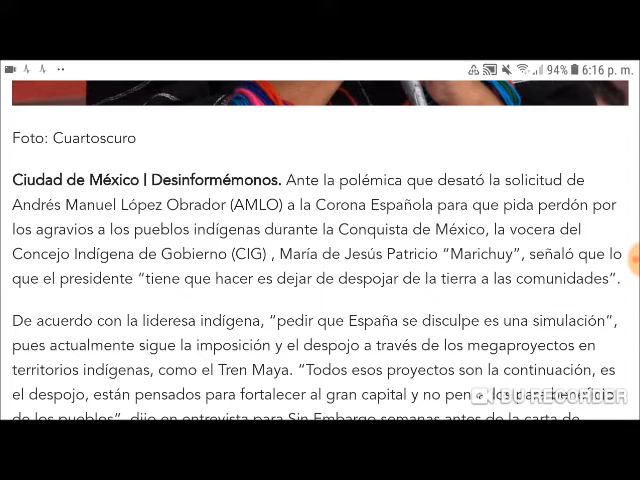 94% 6:16 p. m.
Foto: Cuartoscuro
Ciudad de México | Desinformémonos. Ante la polémica que desató la solicitud de
Andrés Manuel López Obrador (AMLO) a la Corona Española para que pida perdón por
los agravios a los pueblos indígenas durante la Conquista de México, la vocera del
Concejo Indígena de Gobierno (CIG) , María de Jesús Patricio “Marichuy”, señaló que lo
que el presidente “tiene que hacer es dejar de despojar de la tierra a las comunidades”.
De acuerdo con la lideresa indígena, “pedir que España se disculpe es una simulación”,
pues actualmente sigue la imposición y el despojo a través de los megaproyectos en
territorios indígenas, como el Tren Maya. “Todos esos proyectos son la continuación, es
el despojo, están pensados para fortalecer al gran capital y no para beneficio
DU RECORDER
de los pueblos”, dijo en entrevista para Sin Embargo semanas antes de la carta de